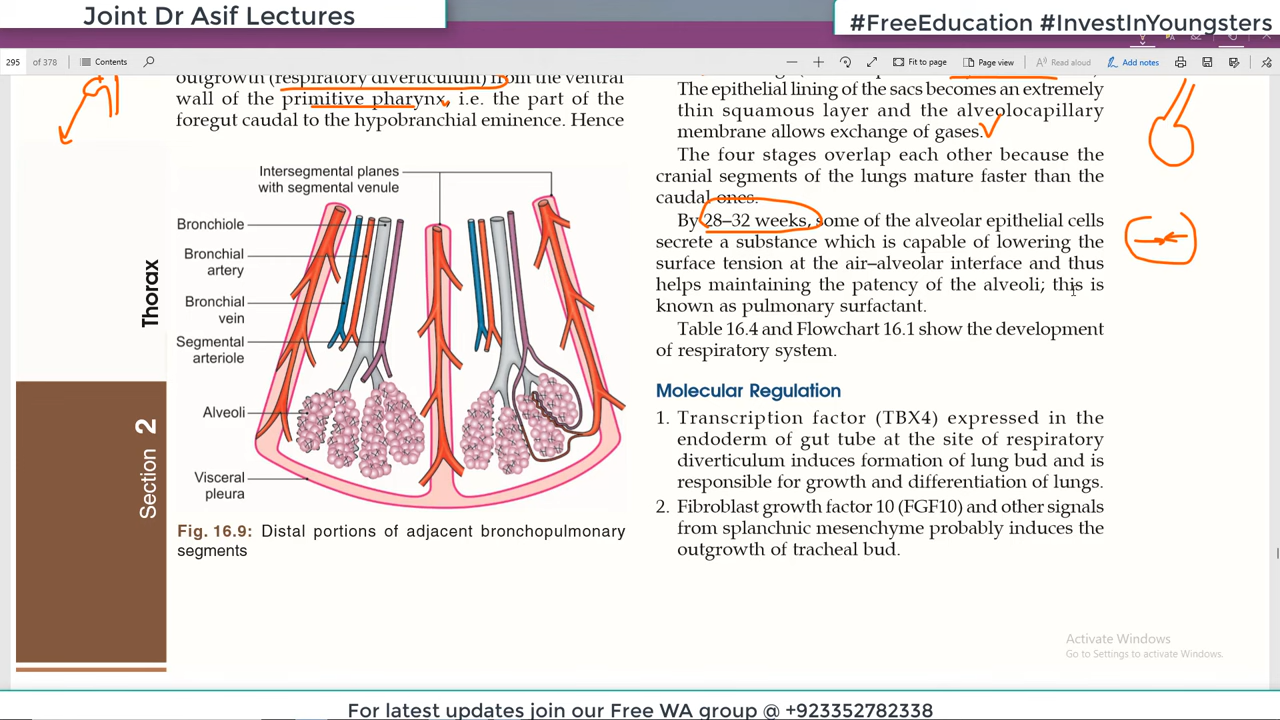 Joint Dr Asif Lectures
#FreeEducation #InvestInYoungsters
295 of 378
Contents
Fit to page
Page view
Read aloud
Add notes
outgrowth (respiratory diverticulum) from the ventral
wall of the primitive pharynx, i.e. the part of the
foregut caudal to the hypobranchial eminence. Hence
Intersegmental planes
with segmental venule
Bronchiole
Bronchial
artery
Bronchial
vein
Segmental
arteriole
Alveoli
Visceral
pleura
Fig. 16.9: Distal portions of adjacent bronchopulmonary
segments
Thorax
Section 2
The epithelial lining of the sacs becomes an extremely
thin squamous layer and the alveolocapillary
membrane allows exchange of gases.
The four stages overlap each other because the
cranial segments of the lungs mature faster than the
caudal ones.
By 28–32 weeks, some of the alveolar epithelial cells
secrete a substance which is capable of lowering the
surface tension at the air–alveolar interface and thus
helps maintaining the patency of the alveoli; this is
known as pulmonary surfactant.
Table 16.4 and Flowchart 16.1 show the development
of respiratory system.
Molecular Regulation
1. Transcription factor (TBX4) expressed in the
endoderm of gut tube at the site of respiratory
diverticulum induces formation of lung bud and is
responsible for growth and differentiation of lungs.
2. Fibroblast growth factor 10 (FGF10) and other signals
from splanchnic mesenchyme probably induces the
outgrowth of tracheal bud.
Activate Windows
Go to Settings to activate Windows.
For latest updates join our Free WA group @ +923352782338